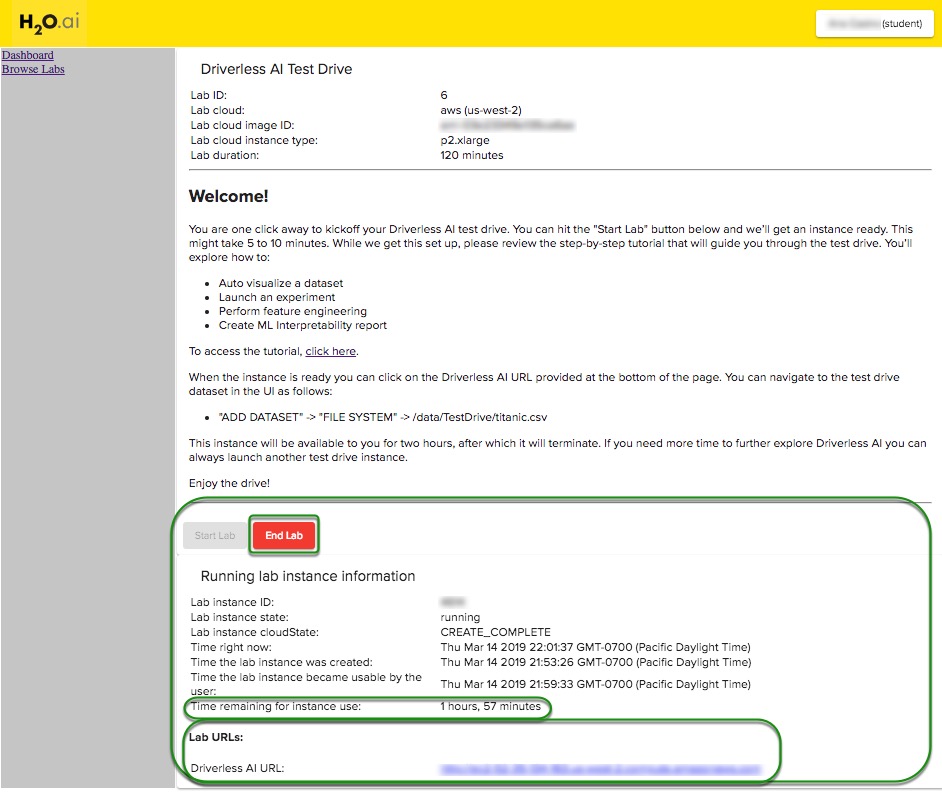 H2O.ai
(student)
Dashboard
Browse Labs
Driverless AI Test Drive
Lab ID: 6
Lab cloud: aws (us-west-2)
Lab cloud image ID:
Lab cloud instance type: p2.xlarge
Lab duration: 120 minutes
Welcome!
You are one click away to kickoff your Driverless AI test drive. You can hit the "Start Lab" button below and we'll get an instance ready. This
might take 5 to 10 minutes. While we get this set up, please review the step-by-step tutorial that will guide you through the test drive. You'll
explore how to:
• Auto visualize a dataset
• Launch an experiment
• Perform feature engineering
• Create ML Interpretability report
To access the tutorial, click here.
When the instance is ready you can click on the Driverless AI URL provided at the bottom of the page. You can navigate to the test drive
dataset in the UI as follows:
• "ADD DATASET" -> "FILE SYSTEM" -> /data/TestDrive/titanic.csv
This instance will be available to you for two hours, after which it will terminate. If you need more time to further explore Driverless AI you can
always launch another test drive instance.
Enjoy the drive!
Start Lab End Lab
Running lab instance information
Lab instance ID:
Lab instance state: running
Lab instance cloudState: CREATE_COMPLETE
Time right now: Thu Mar 14 2019 22:01:37 GMT-0700 (Pacific Daylight Time)
Time the lab instance was created: Thu Mar 14 2019 21:53:26 GMT-0700 (Pacific Daylight Time)
Time the lab instance became usable by the
user: Thu Mar 14 2019 21:59:33 GMT-0700 (Pacific Daylight Time)
Time remaining for instance use: 1 hours, 57 minutes
Lab URLs:
Driverless AI URL: